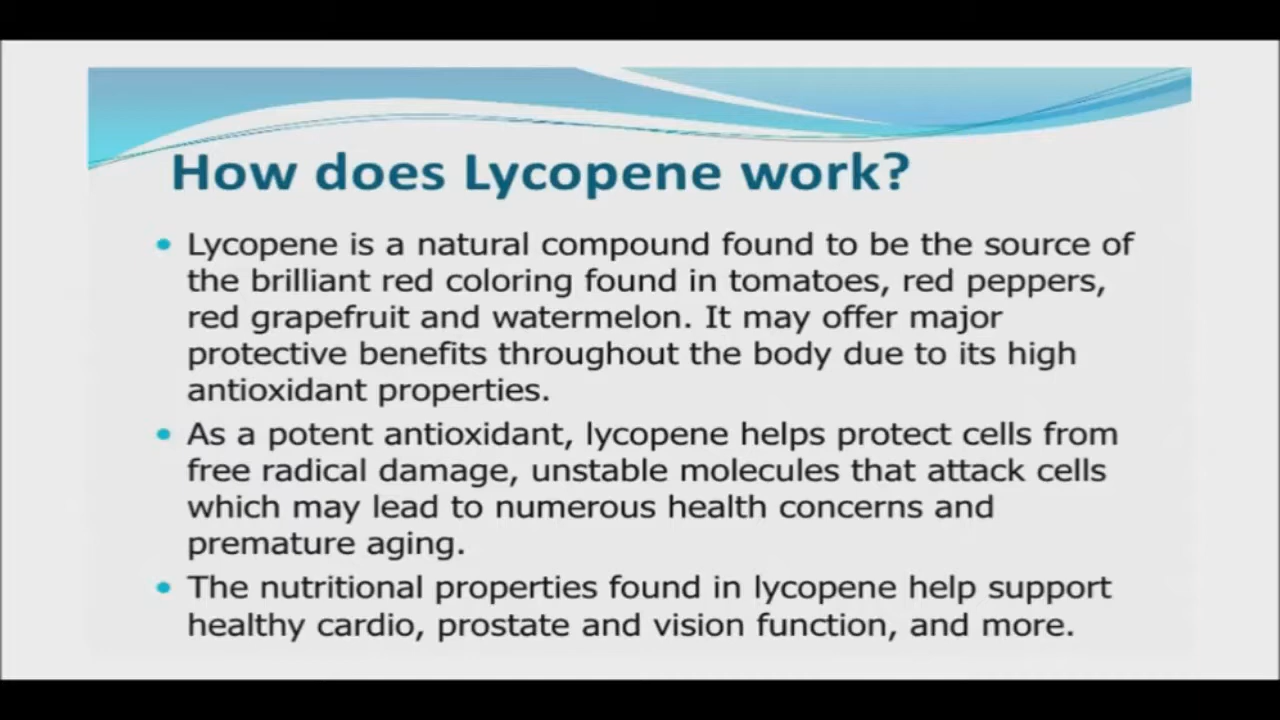 How does Lycopene work?
• Lycopene is a natural compound found to be the source of
the brilliant red coloring found in tomatoes, red peppers,
red grapefruit and watermelon. It may offer major
protective benefits throughout the body due to its high
antioxidant properties.
• As a potent antioxidant, lycopene helps protect cells from
free radical damage, unstable molecules that attack cells
which may lead to numerous health concerns and
premature aging.
• The nutritional properties found in lycopene help support
healthy cardio, prostate and vision function, and more.